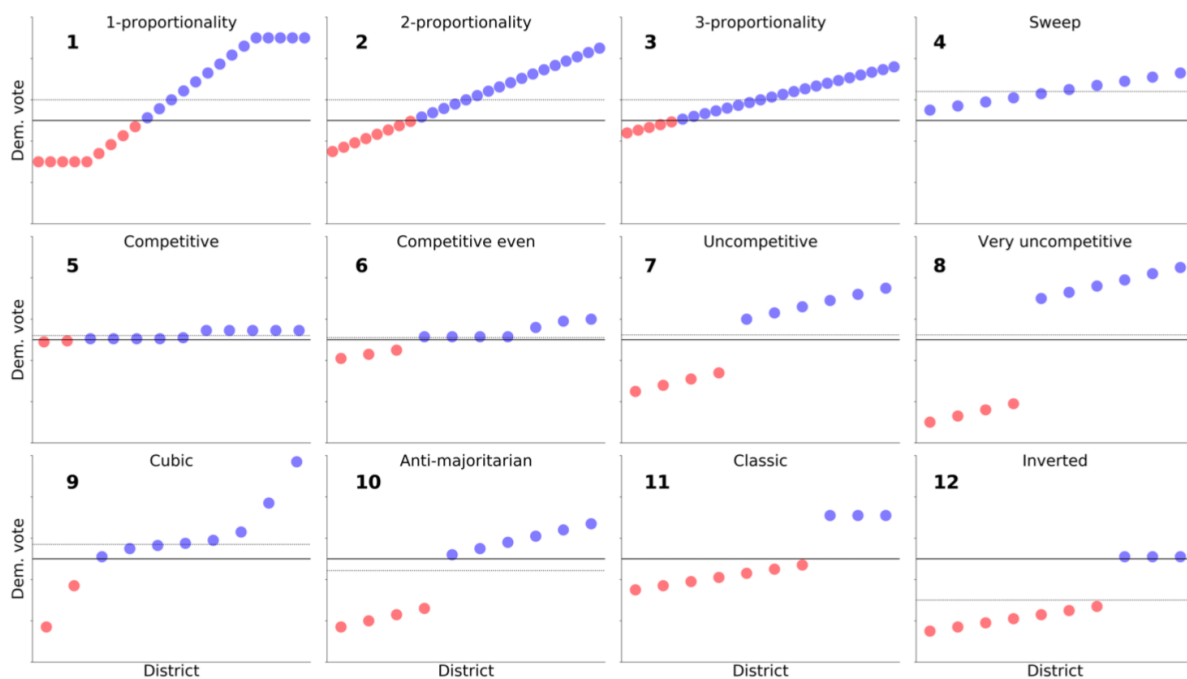 1-proportionality
1
2-proportionality
2
3-proportionality
3
Sweep
4
Dem. vote
Competitive
5
Competitive even
6
Uncompetitive
7
Very uncompetitive
8
Dem. vote
Cubic
9
Anti-majoritarian
10
Classic
11
Inverted
12
Dem. vote
District
District
District
District